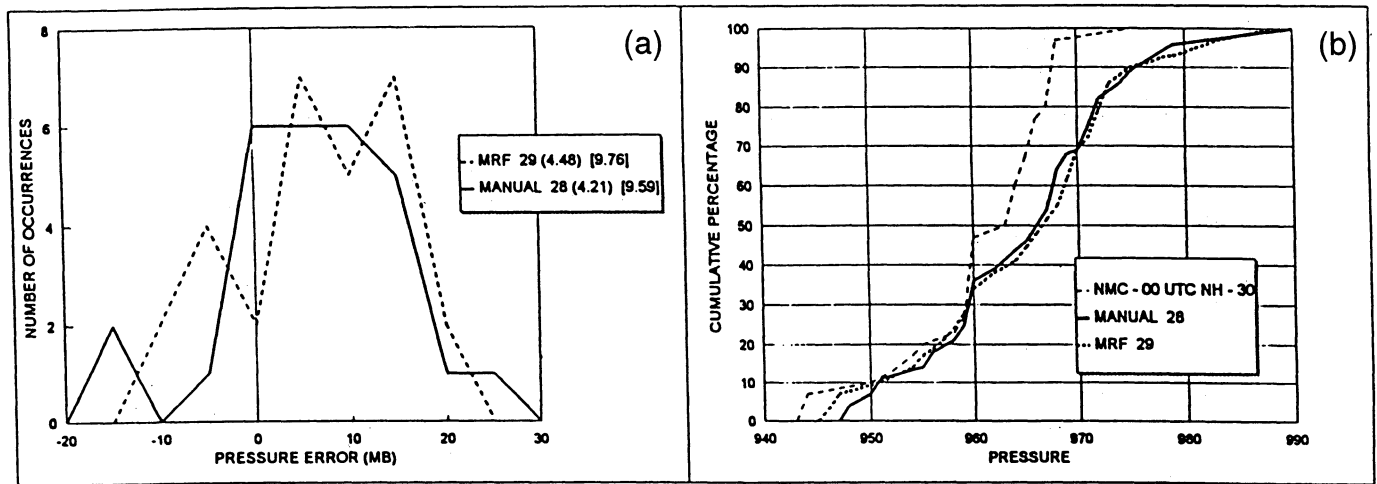 (a)
8
6
4
2
0
NUMBER OF OCCURRENCES
-20 -10 0 10 20 30
PRESSURE ERROR (MB)
MRF 29 (4.48) [9.76]
MANUAL 28 (4.21) [9.59]
(b)
100
90
80
70
60
50
40
30
20
10
0
CUMULATIVE PERCENTAGE
940 950 960 970 980 990
PRESSURE
NMC - 00 UTC NH - 30
MANUAL 28
MRF 29